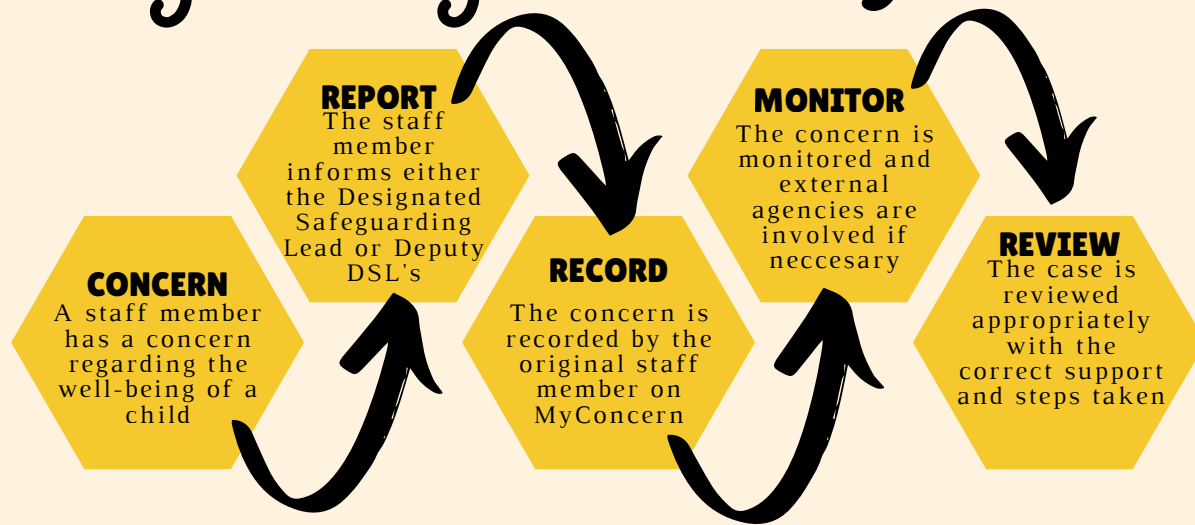 CONCERN
A staff member
has a concern
regarding the
well-being of a
child
REPORT
The staff
member
informs either
the Designated
Safeguarding
Lead or Deputy
DSL's
RECORD
The concern is
recorded by the
original staff
member on
MyConcern
MONITOR
The concern is
monitored and
external
agencies are
involved if
neccesary
REVIEW
The case is
reviewed
appropriately
with the
correct support
and steps taken